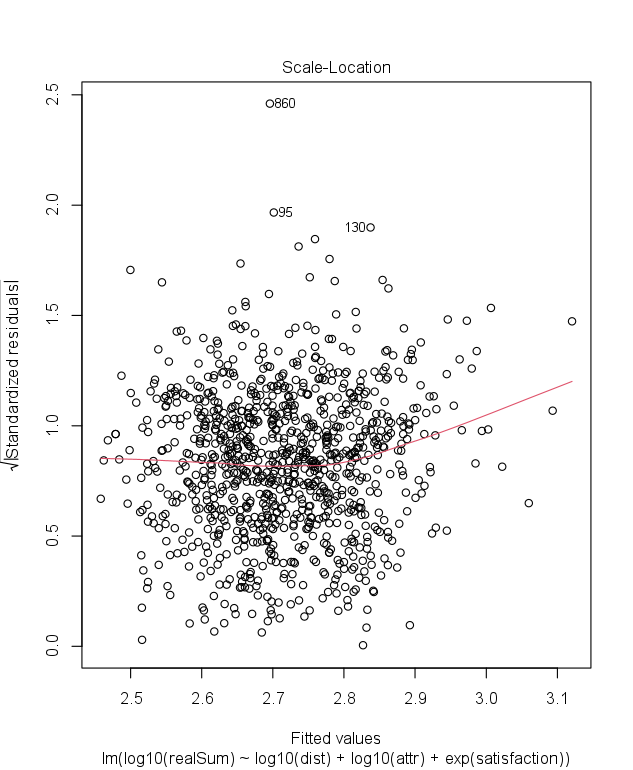 Scale-Location
√|Standardized residuals|
2.5
2.0
1.5
1.0
0.5
0.0
860
95
130
2.5 2.6 2.7 2.8 2.9 3.0 3.1
Fitted values
lm(log10(realSum) ~ log10(dist) + log10(attr) + exp(satisfaction))